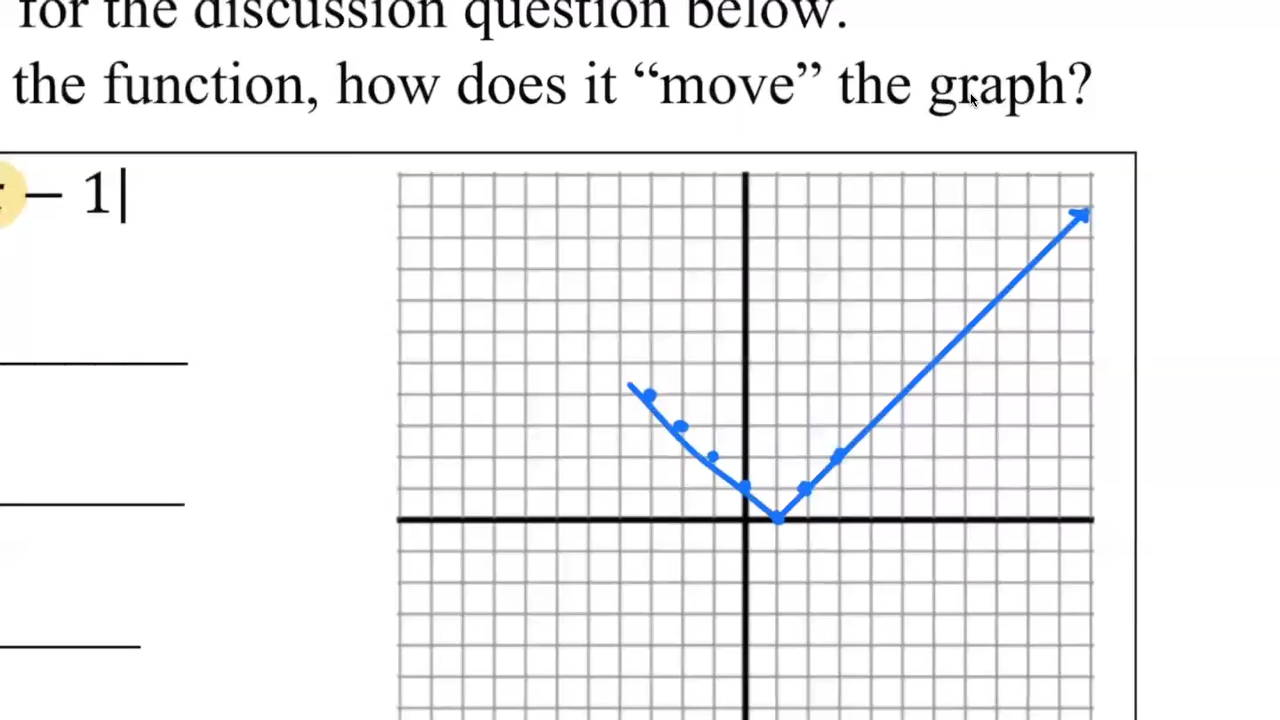 for the discussion question below.
the function, how does it “move” the graph?
− 1|